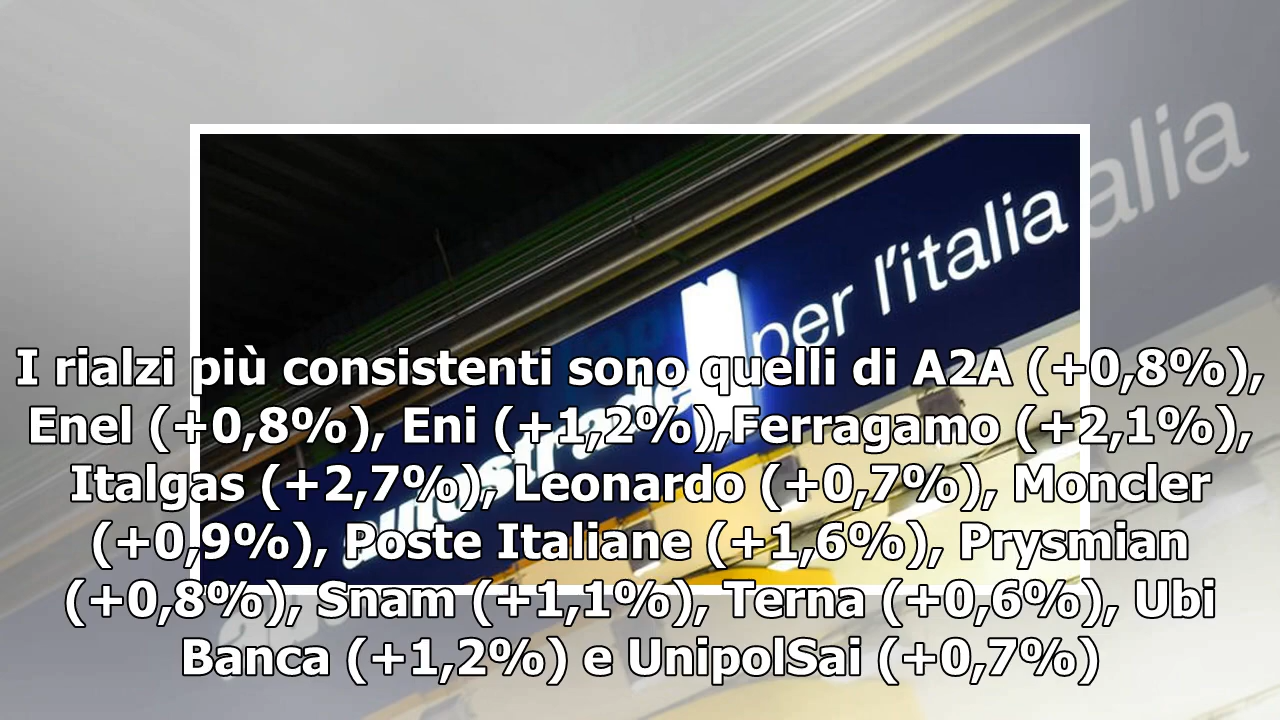 alia
per l'italia
autostrade
I rialzi più consistenti sono quelli di A2A (+0,8%),
Enel (+0,8%), Eni (+1,2%),Ferragamo (+2,1%),
Italgas (+2,7%), Leonardo (+0,7%), Moncler
(+0,9%), Poste Italiane (+1,6%), Prysmian
(+0,8%), Snam (+1,1%), Terna (+0,6%), Ubi
Banca (+1,2%) e UnipolSai (+0,7%)